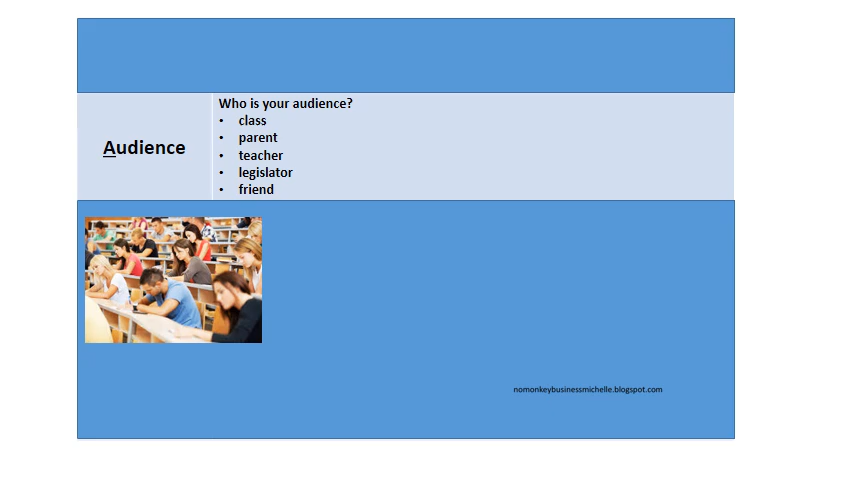 Audience
Who is your audience?
• class
• parent
• teacher
• legislator
• friend
nomonkeybusinessmichelle.blogspot.com